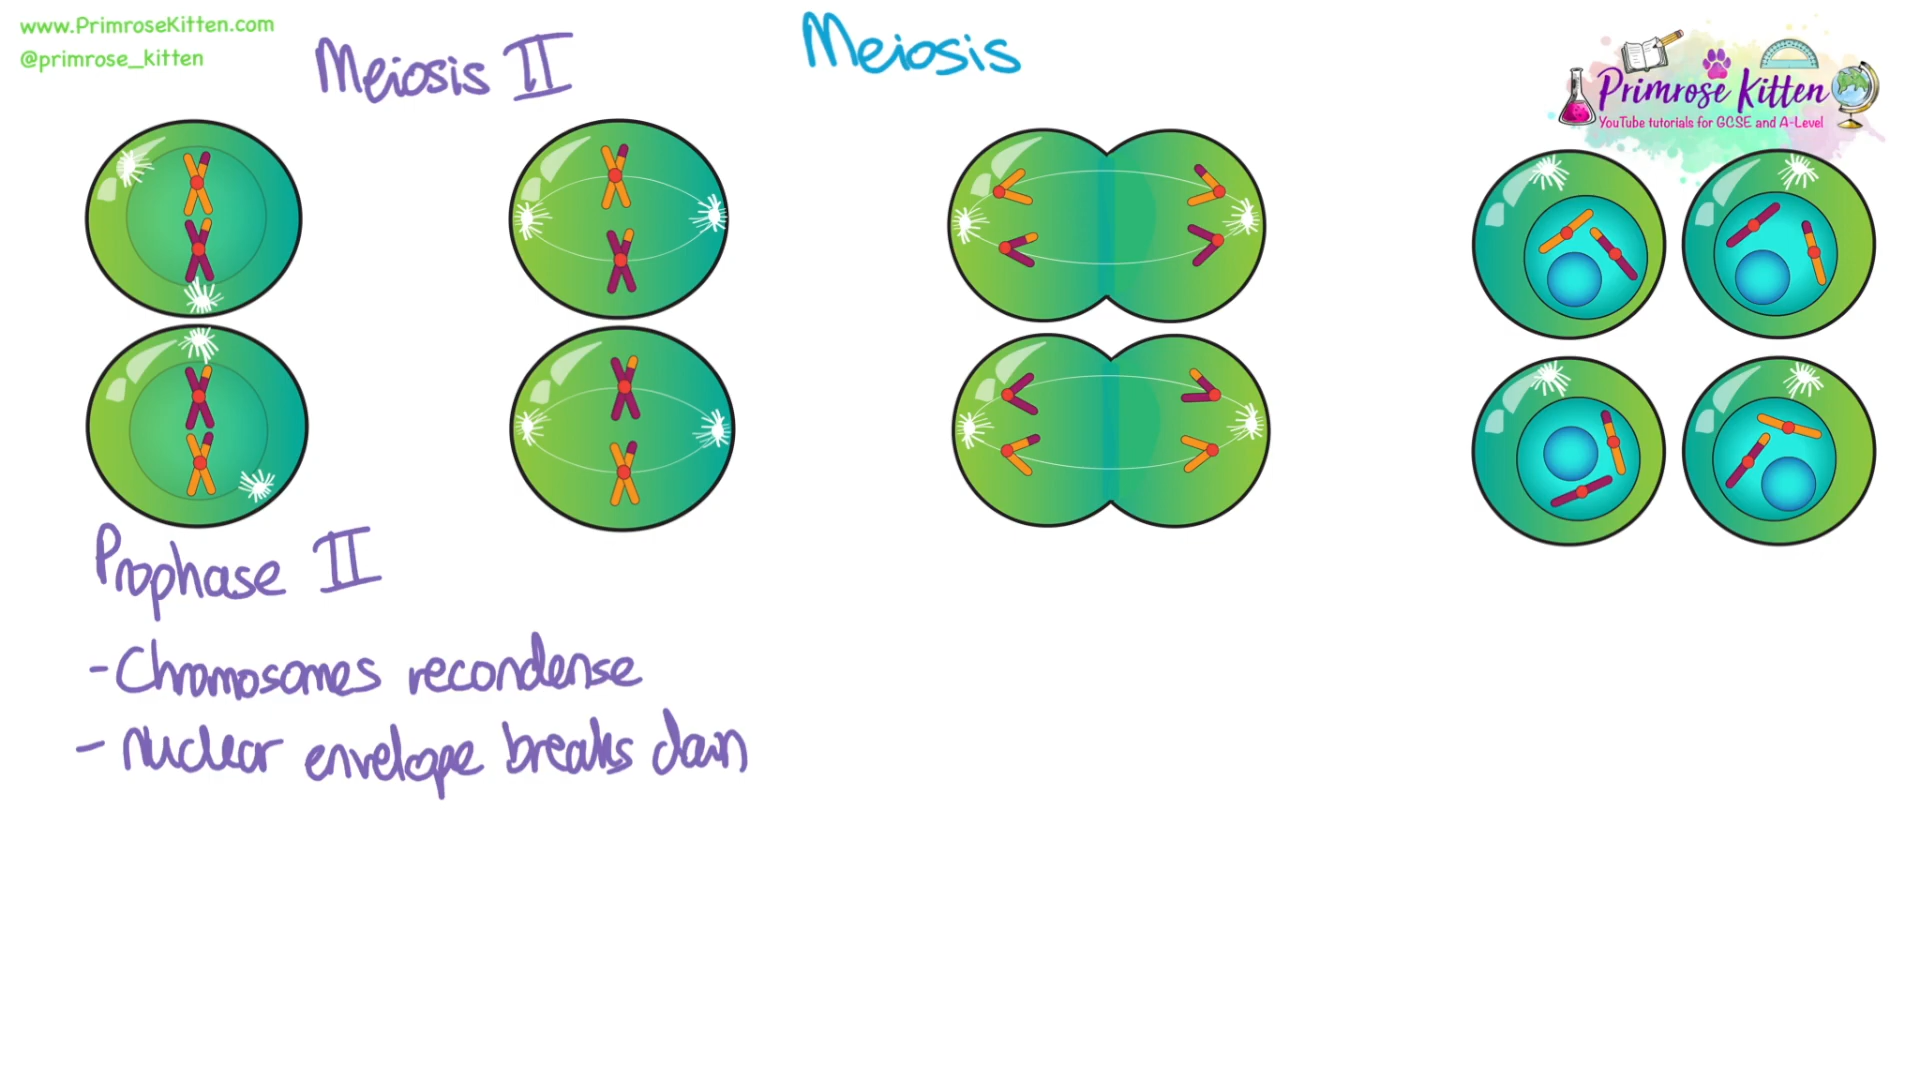 www.PrimroseKitten.com
@primrose_kitten
Meiosis II
Meiosis
Primrose Kitten
YouTube tutorials for GCSE and A-Level
Prophase II
- Chromosomes recondense
- nuclear envelope breaks down